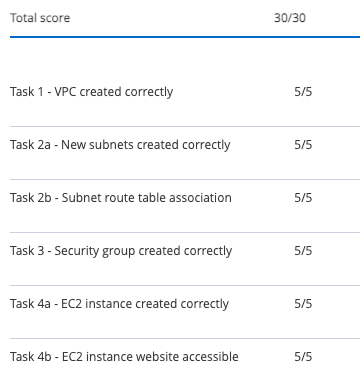 Total score 30/30
Task 1 - VPC created correctly 5/5
Task 2a - New subnets created correctly 5/5
Task 2b - Subnet route table association 5/5
Task 3 - Security group created correctly 5/5
Task 4a - EC2 instance created correctly 5/5
Task 4b - EC2 instance website accessible 5/5